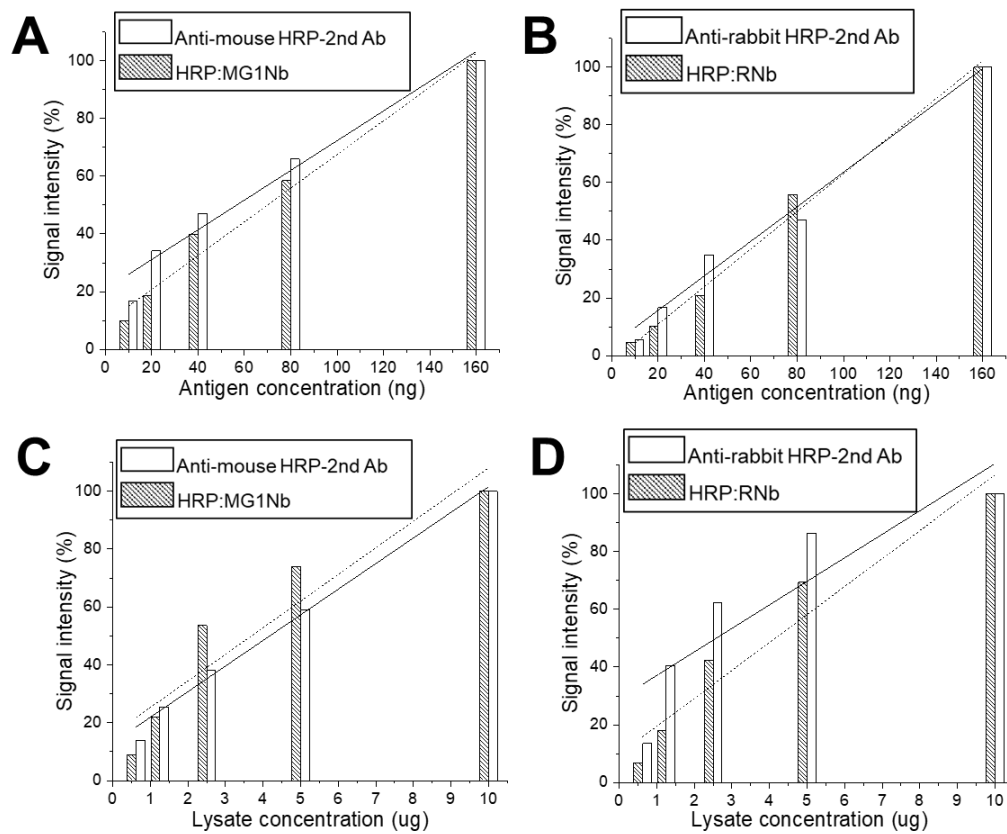 A
Anti-mouse HRP-2nd Ab
HRP:MG1Nb
Signal intensity (%)
100
80
60
40
20
0
0 20 40 60 80 100 120 140 160
Antigen concentration (ng)
B
Anti-rabbit HRP-2nd Ab
HRP:RNb
Signal intensity (%)
100
80
60
40
20
0
0 20 40 60 80 100 120 140 160
Antigen concentration (ng)
C
Anti-mouse HRP-2nd Ab
HRP:MG1Nb
Signal intensity (%)
100
80
60
40
20
0
0 1 2 3 4 5 6 7 8 9 10
Lysate concentration (ug)
D
Anti-rabbit HRP-2nd Ab
HRP:RNb
Signal intensity (%)
100
80
60
40
20
0
0 1 2 3 4 5 6 7 8 9 10
Lysate concentration (ug)